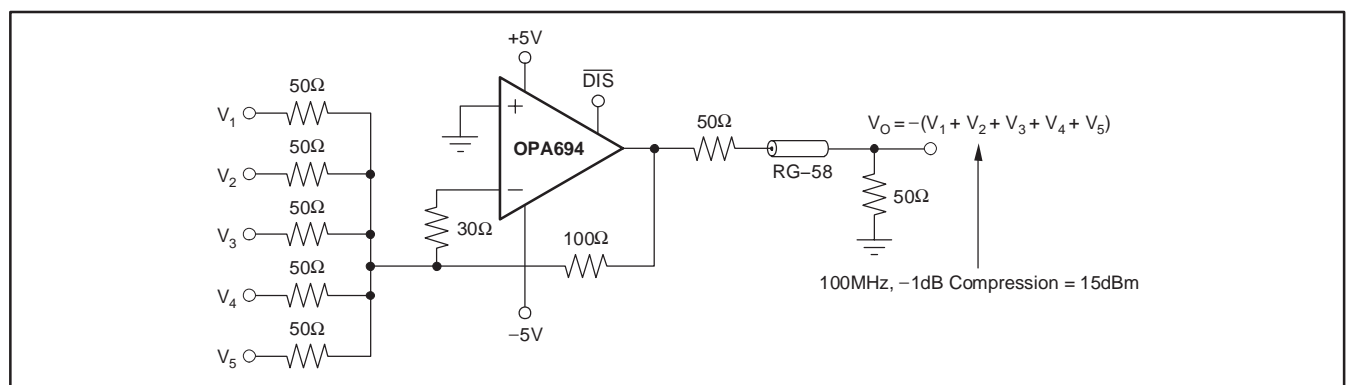 +5V
DIS
50Ω
V1
50Ω
V2
50Ω
V3
50Ω
V4
50Ω
V5
+
OPA694
−
30Ω
100Ω
−5V
50Ω
RG−58
50Ω
VO = −(V1 + V2 + V3 + V4 + V5)
100MHz, −1dB Compression = 15dBm